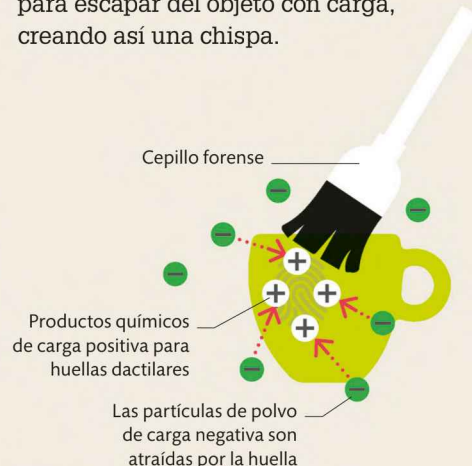 para escapar del objeto con carga,
creando así una chispa.
Cepillo forense
Productos químicos
de carga positiva para
huellas dactilares
Las partículas de polvo
de carga negativa son
atraídas por la huella